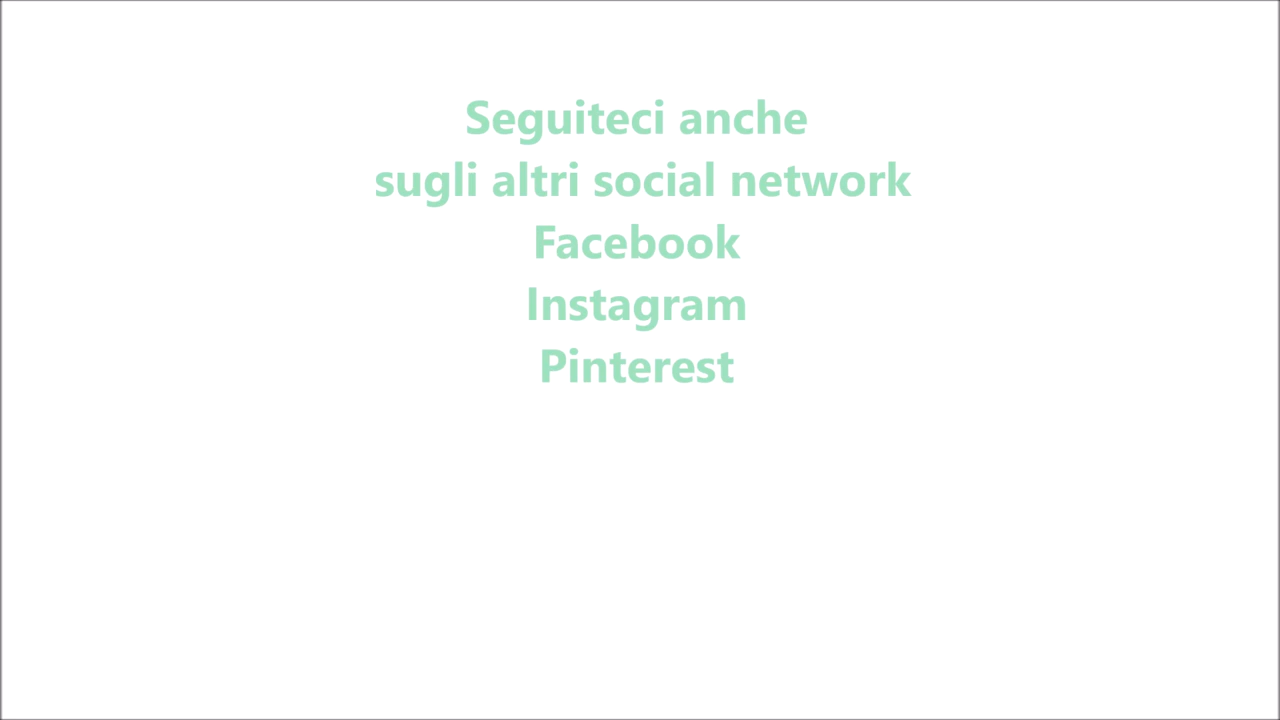 Seguiteci anche
sugli altri social network
Facebook
Instagram
Pinterest